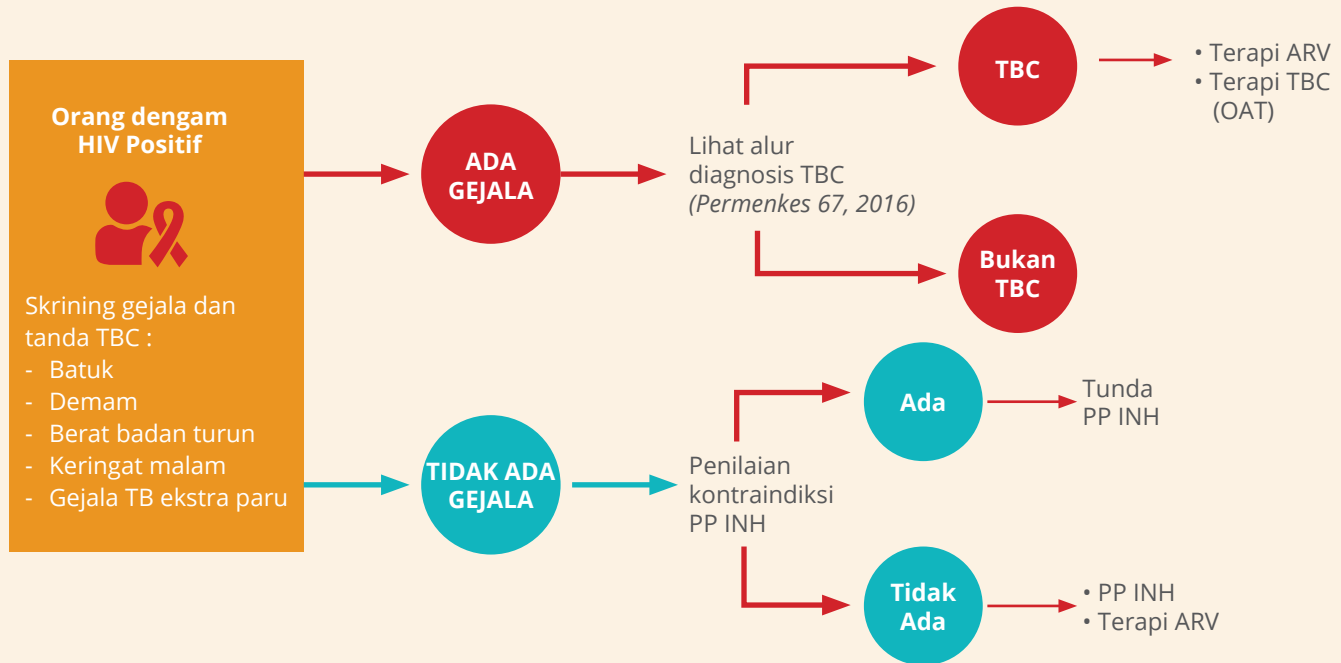 Orang dengam
HIV Positif
Skrining gejala dan
tanda TBC :
- Batuk
- Demam
- Berat badan turun
- Keringat malam
- Gejala TB ekstra paru
ADA
GEJALA
Lihat alur
diagnosis TBC
(Permenkes 67, 2016)
TBC
• Terapi ARV
• Terapi TBC
(OAT)
Bukan
TBC
TIDAK ADA
GEJALA
Penilaian
kontraindiksi
PP INH
Ada
Tunda
PP INH
Tidak
Ada
• PP INH
• Terapi ARV